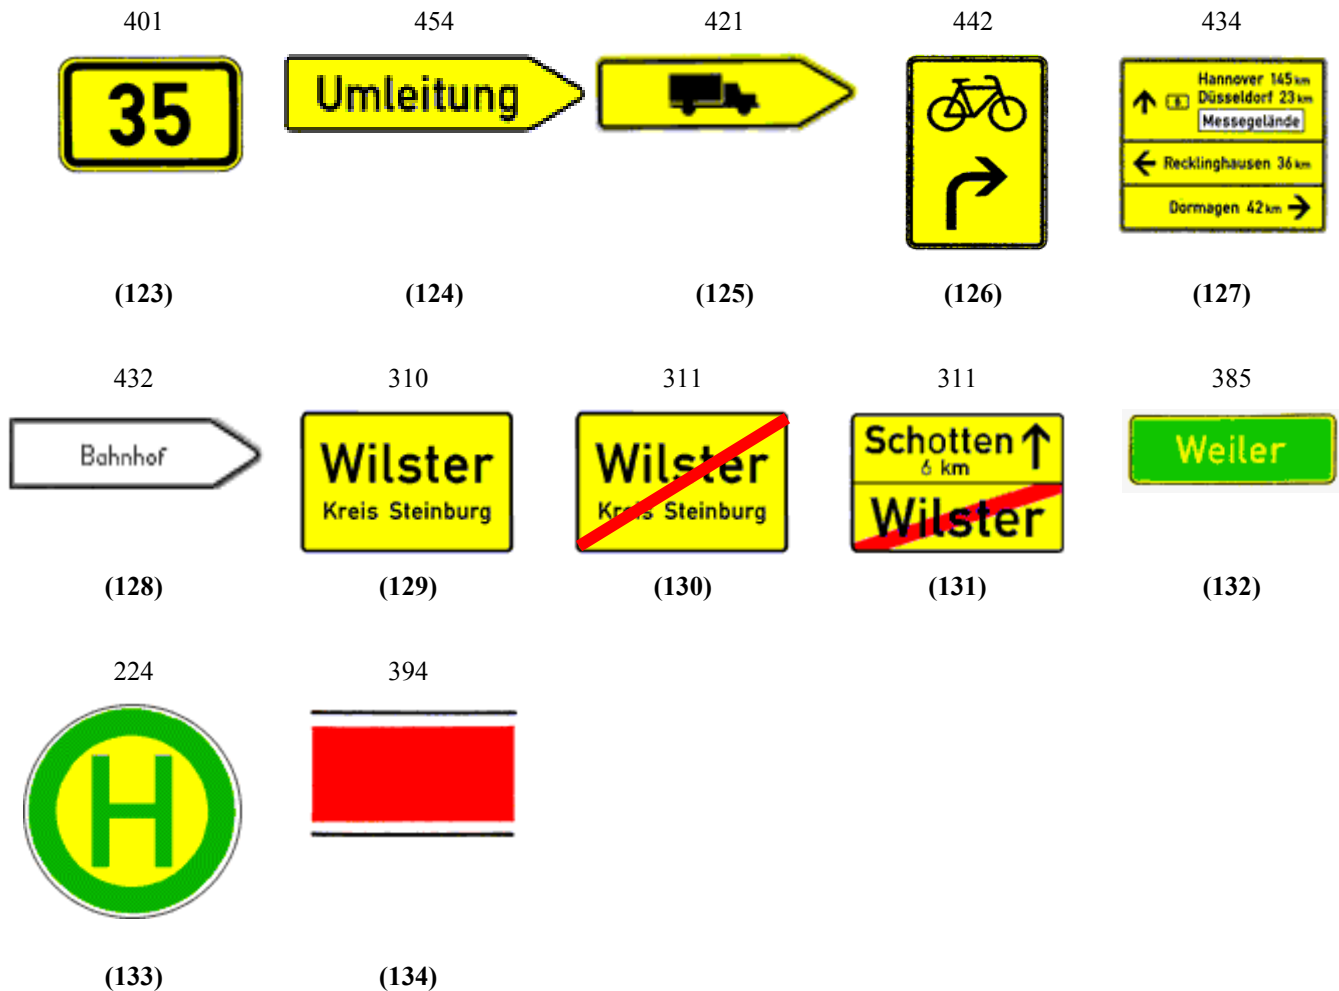 401 454 421 442 434
35
Umleitung
Hannover 145 km
Düsseldorf 23 km
Messegelände
Recklinghausen 36 km
Dormagen 42 km
(123) (124) (125) (126) (127)
432 310 311 311 385
Bahnhof
Wilster
Kreis Steinburg
Wilster
Kreis Steinburg
Schotten
6 km
Wilster
Weiler
(128) (129) (130) (131) (132)
224 394
H
(133) (134)